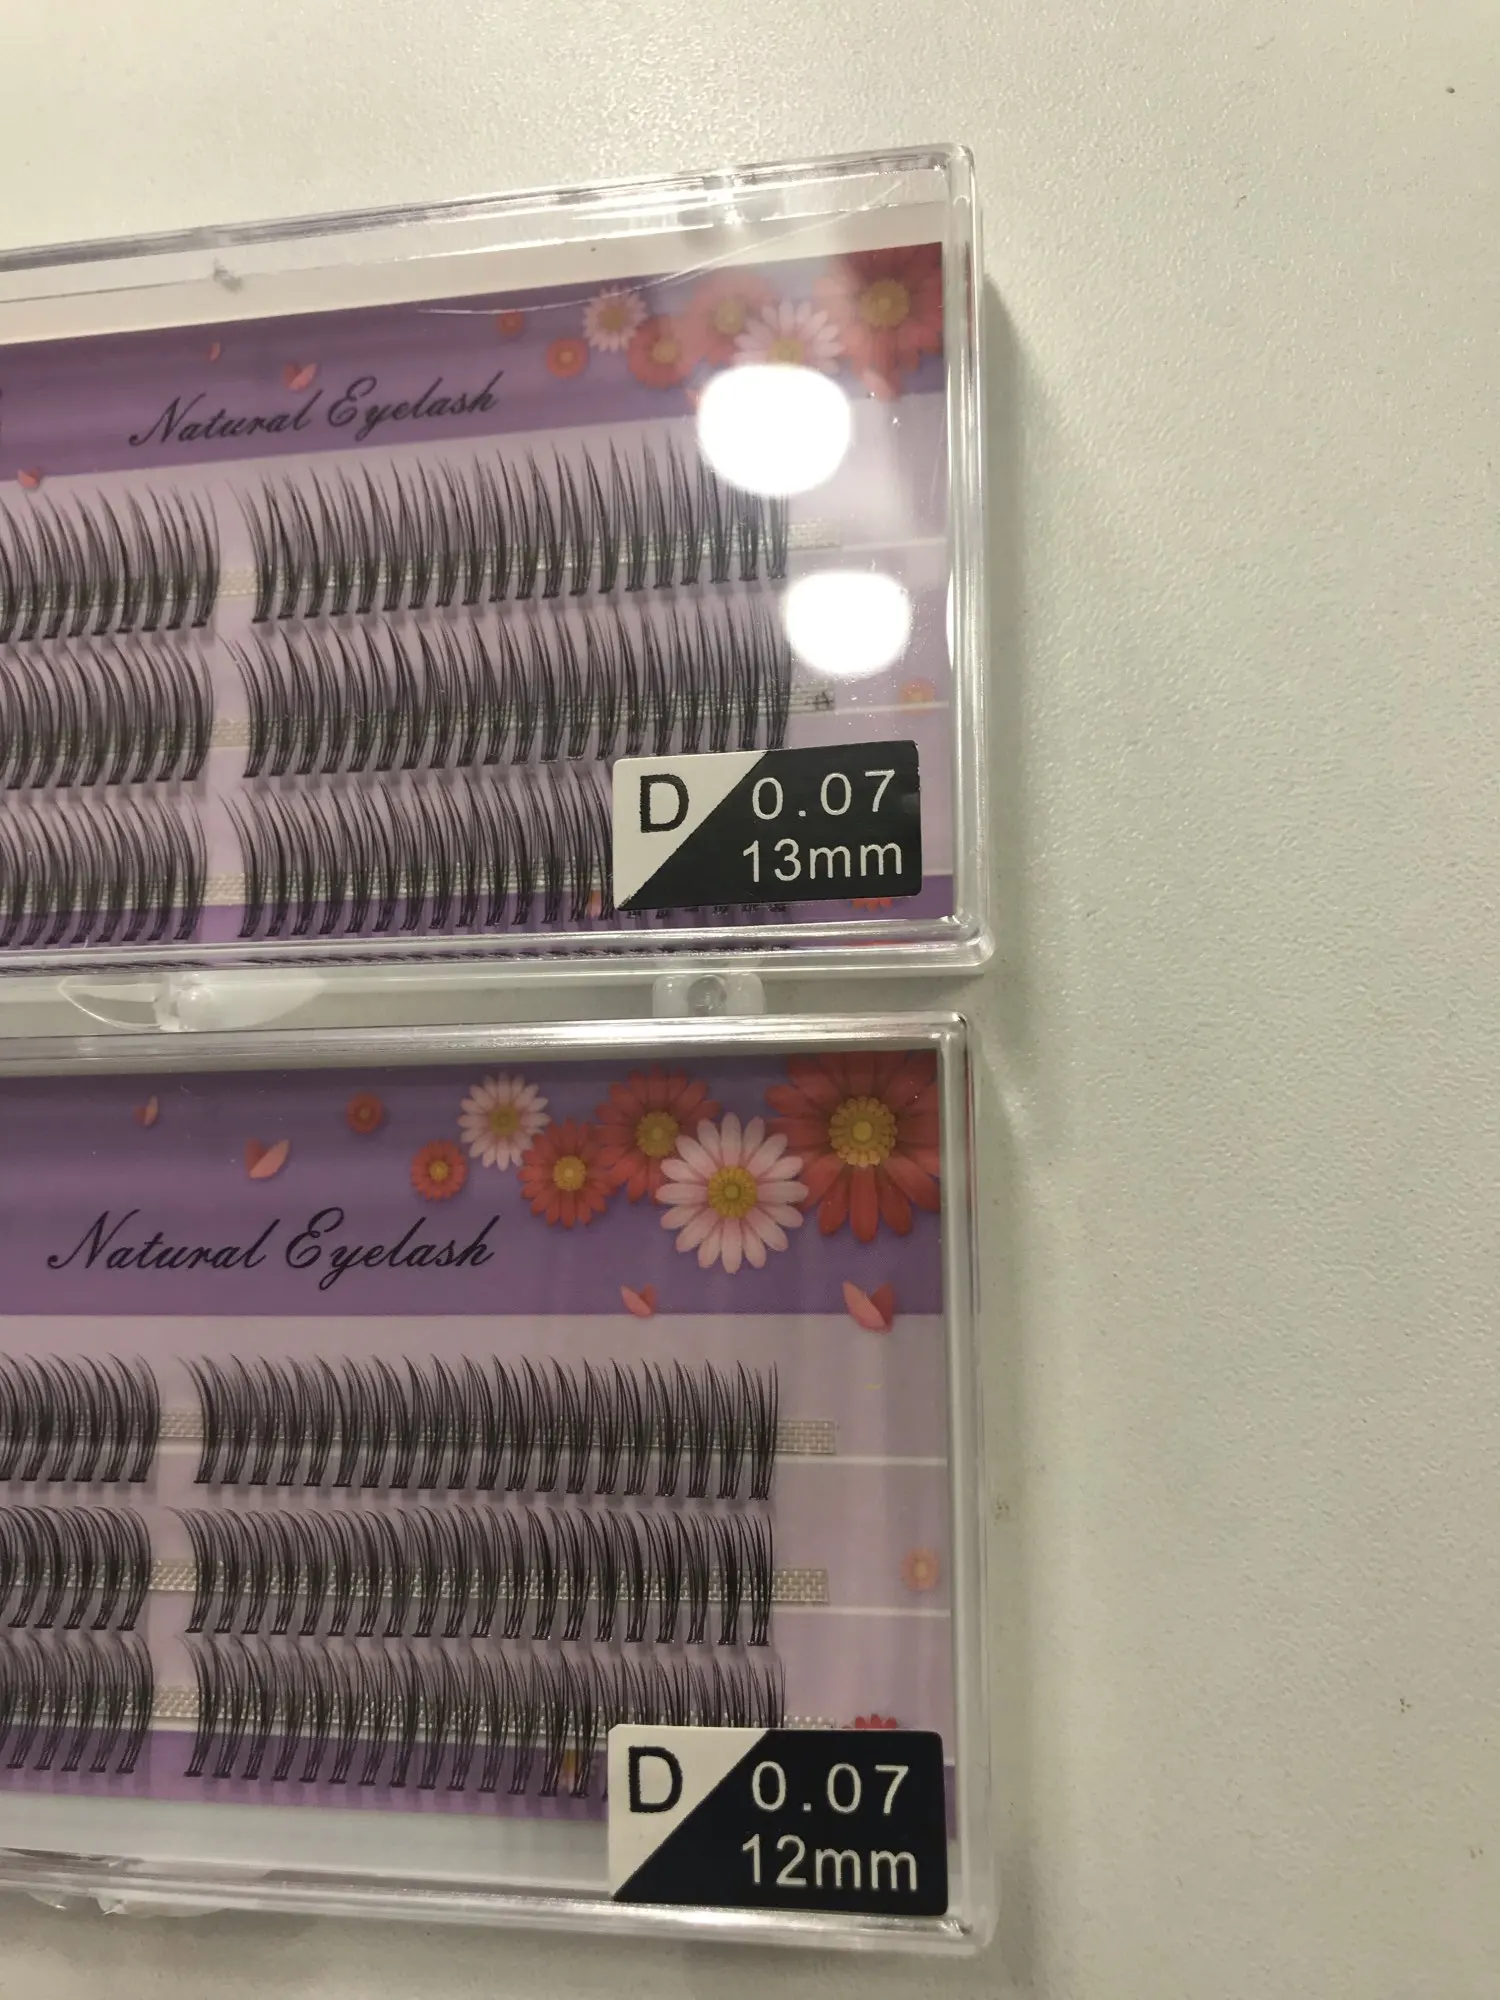 Natural Eyelash
D 0.07
13mm
Natural Eyelash
D 0.07
12mm